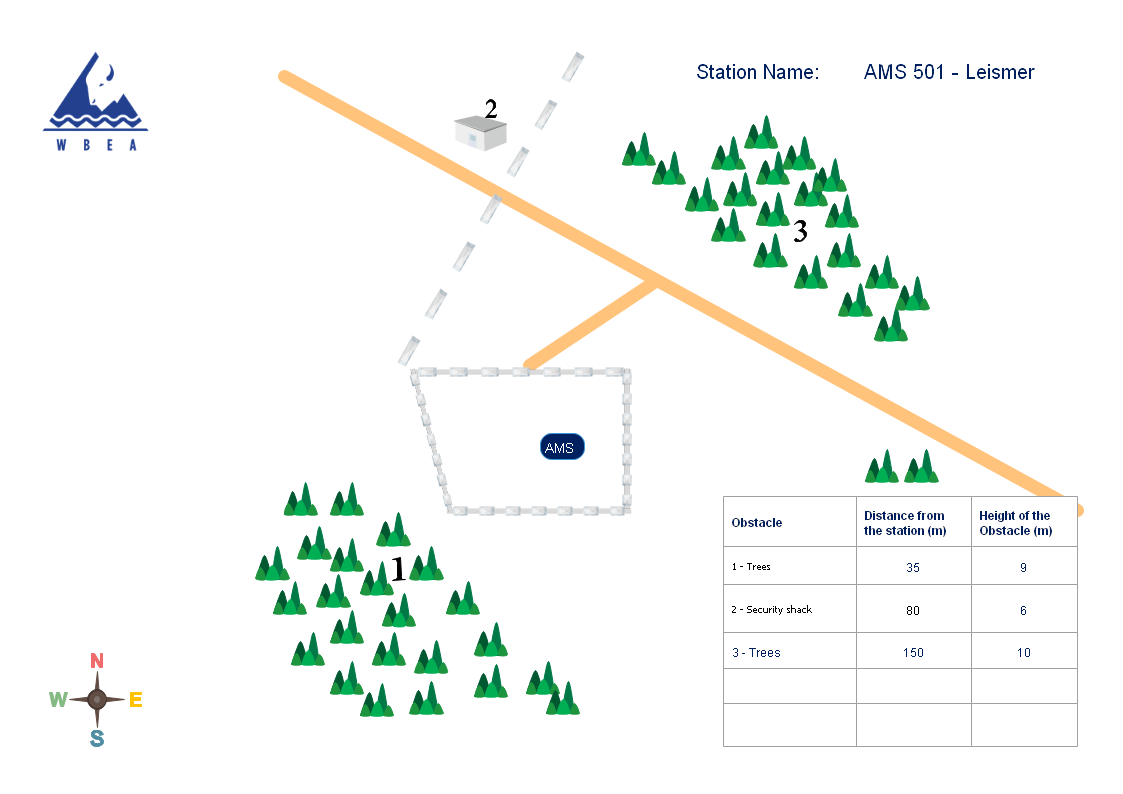 Station Name: AMS 501 - Leismer
WBEA
2
3
AMS
1
N
W E
S
Obstacle Distance from the station (m) Height of the Obstacle (m)
1 - Trees 35 9
2 - Security shack 80 6
3 - Trees 150 10